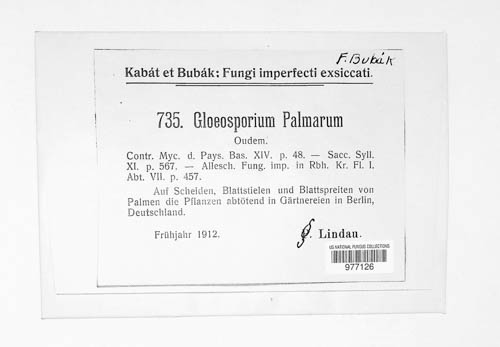 F. Bubák
Kabát et Bubák: Fungi imperfecti exsiccati.
735. Gloeosporium Palmarum
Oudem.
Contr. Myc. d. Pays. Bas. XIV. p. 48. — Sacc. Syll.
XI. p. 567. — Allesch. Fung. imp. in Rbh. Kr. Fl. I.
Abt. VII. p. 457.
Auf Scheiden, Blattstielen und Blattspreiten von
Palmen die Pflanzen abtötend in Gärtnereien in Berlin,
Deutschland.
Frühjahr 1912.
Lindau.
US NATIONAL FUNGUS COLLECTIONS
977126